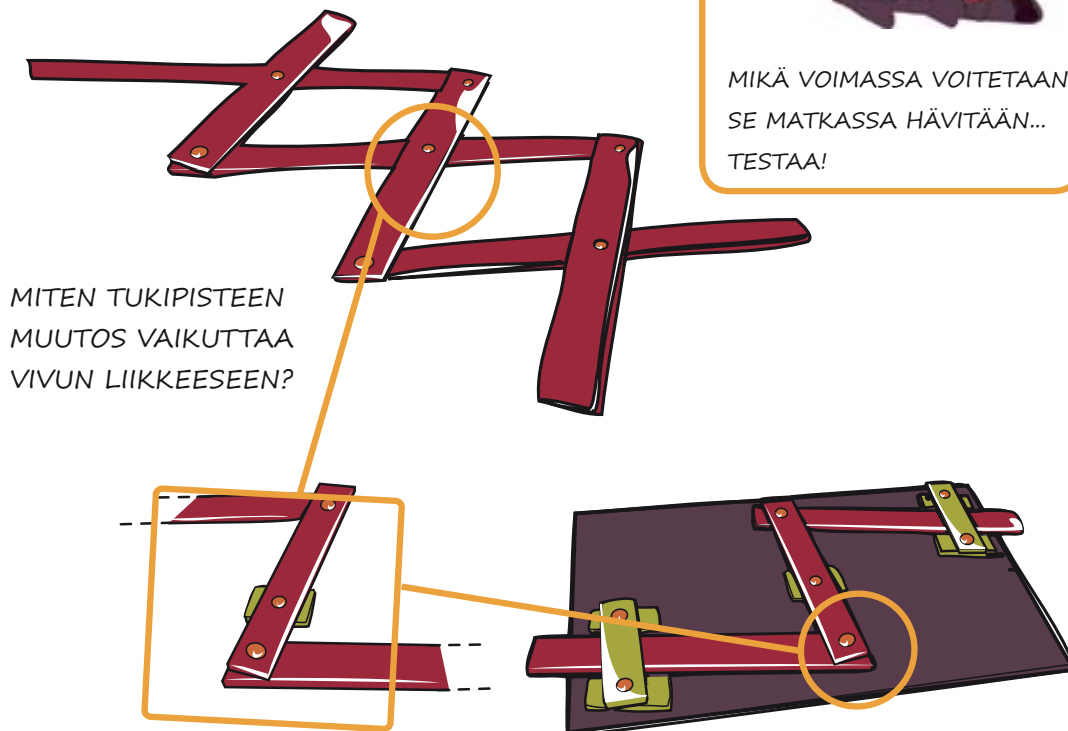 MIKÄ VOIMASSA VOITETAAN
SE MATKASSA HÄVITÄÄN...
TESTAA!
MITEN TUKIPISTEEN
MUUTOS VAIKUTTAA
VIVUN LIIKKEESEEN?